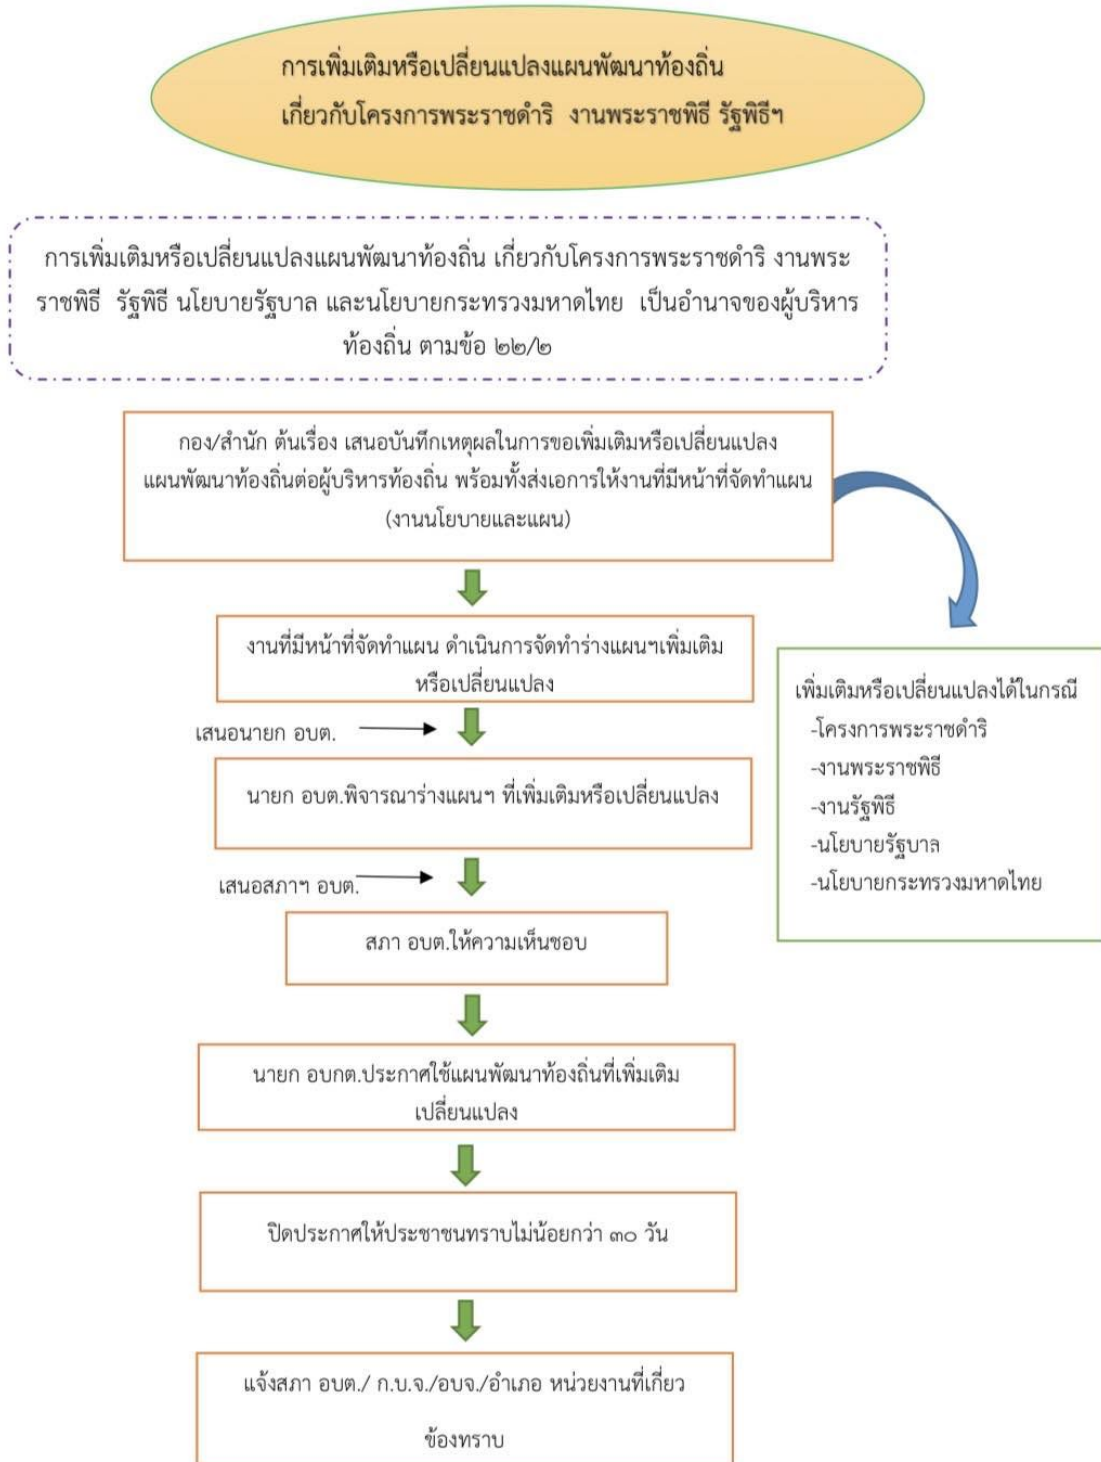 การเพิ่มเติมหรือเปลี่ยนแปลงแผนพัฒนาท้องถิ่น
เกี่ยวกับโครงการพระราชดำริ งานพระราชพิธี รัฐพิธีฯ
การเพิ่มเติมหรือเปลี่ยนแปลงแผนพัฒนาท้องถิ่น เกี่ยวกับโครงการพระราชดำริ งานพระ
ราชพิธี รัฐพิธี นโยบายรัฐบาล และนโยบายกระทรวงมหาดไทย เป็นอำนาจของผู้บริหาร
ท้องถิ่น ตามข้อ ๒๒/๒
กอง/สำนัก ต้นเรื่อง เสนอบันทึกเหตุผลในการขอเพิ่มเติมหรือเปลี่ยนแปลง
แผนพัฒนาท้องถิ่นต่อผู้บริหารท้องถิ่น พร้อมทั้งส่งเอการให้งานที่มีหน้าที่จัดทำแผน
(งานนโยบายและแผน)
งานที่มีหน้าที่จัดทำแผน ดำเนินการจัดทำร่างแผนฯเพิ่มเติม
หรือเปลี่ยนแปลง
เสนอนายก อบต.
นายก อบต.พิจารณาร่างแผนฯ ที่เพิ่มเติมหรือเปลี่ยนแปลง
เสนอสภาฯ อบต.
สภา อบต.ให้ความเห็นชอบ
นายก อบกต.ประกาศใช้แผนพัฒนาท้องถิ่นที่เพิ่มเติม
เปลี่ยนแปลง
ปิดประกาศให้ประชาชนทราบไม่น้อยกว่า ๓๐ วัน
แจ้งสภา อบต./ ก.บ.จ./อบจ./อำเภอ หน่วยงานที่เกี่ยว
ข้องทราบ
เพิ่มเติมหรือเปลี่ยนแปลงได้ในกรณี
-โครงการพระราชดำริ
-งานพระราชพิธี
-งานรัฐพิธี
-นโยบายรัฐบาล
-นโยบายกระทรวงมหาดไทย